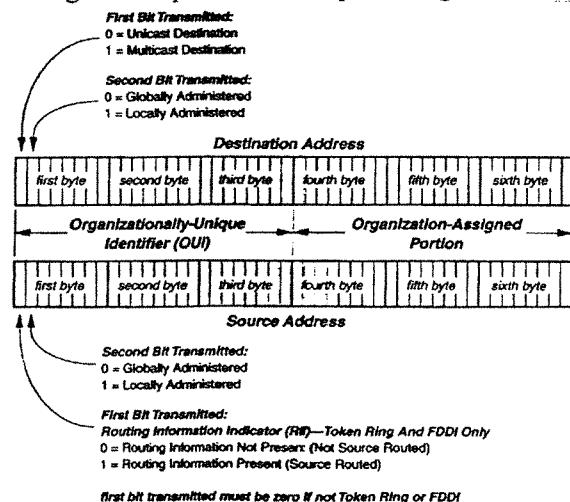 First Bit Transmitted:
0 = Unicast Destination
1 = Multicast Destination
Second Bit Transmitted:
0 = Globally Administered
1 = Locally Administered
Destination Address
first byte second byte third byte fourth byte fifth byte sixth byte
Organizationally-Unique Identifier (OUI)
Organization-Assigned Portion
first byte second byte third byte fourth byte fifth byte sixth byte
Source Address
Second Bit Transmitted:
0 = Globally Administered
1 = Locally Administered
First Bit Transmitted:
Routing Information Indicator (RII)—Token Ring And FDDI Only
0 = Routing Information Not Present (Not Source Routed)
1 = Routing Information Present (Source Routed)
first bit transmitted must be zero if not Token Ring or FDDI